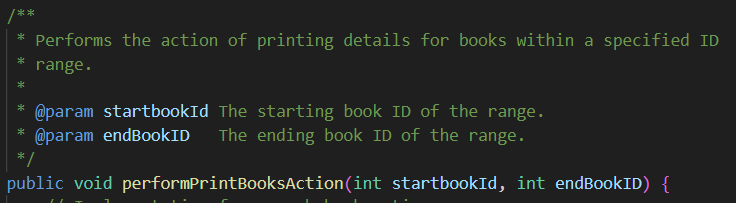 /**
 * Performs the action of printing details for books within a specified ID
 * range.
 *
 * @param startbookId The starting book ID of the range.
 * @param endBookID   The ending book ID of the range.
 */
public void performPrintBooksAction(int startbookId, int endBookID) {